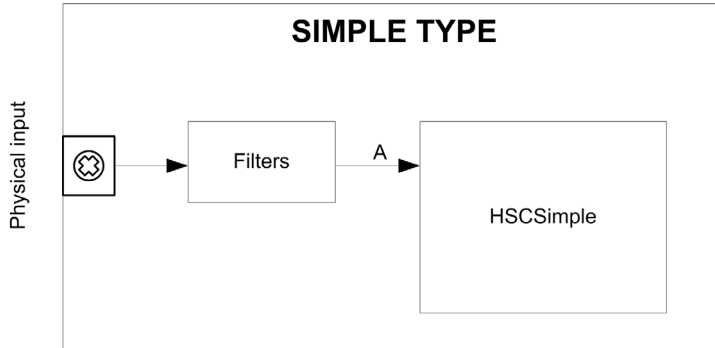 SIMPLE TYPE
Physical input
Filters
A
HSCSimple